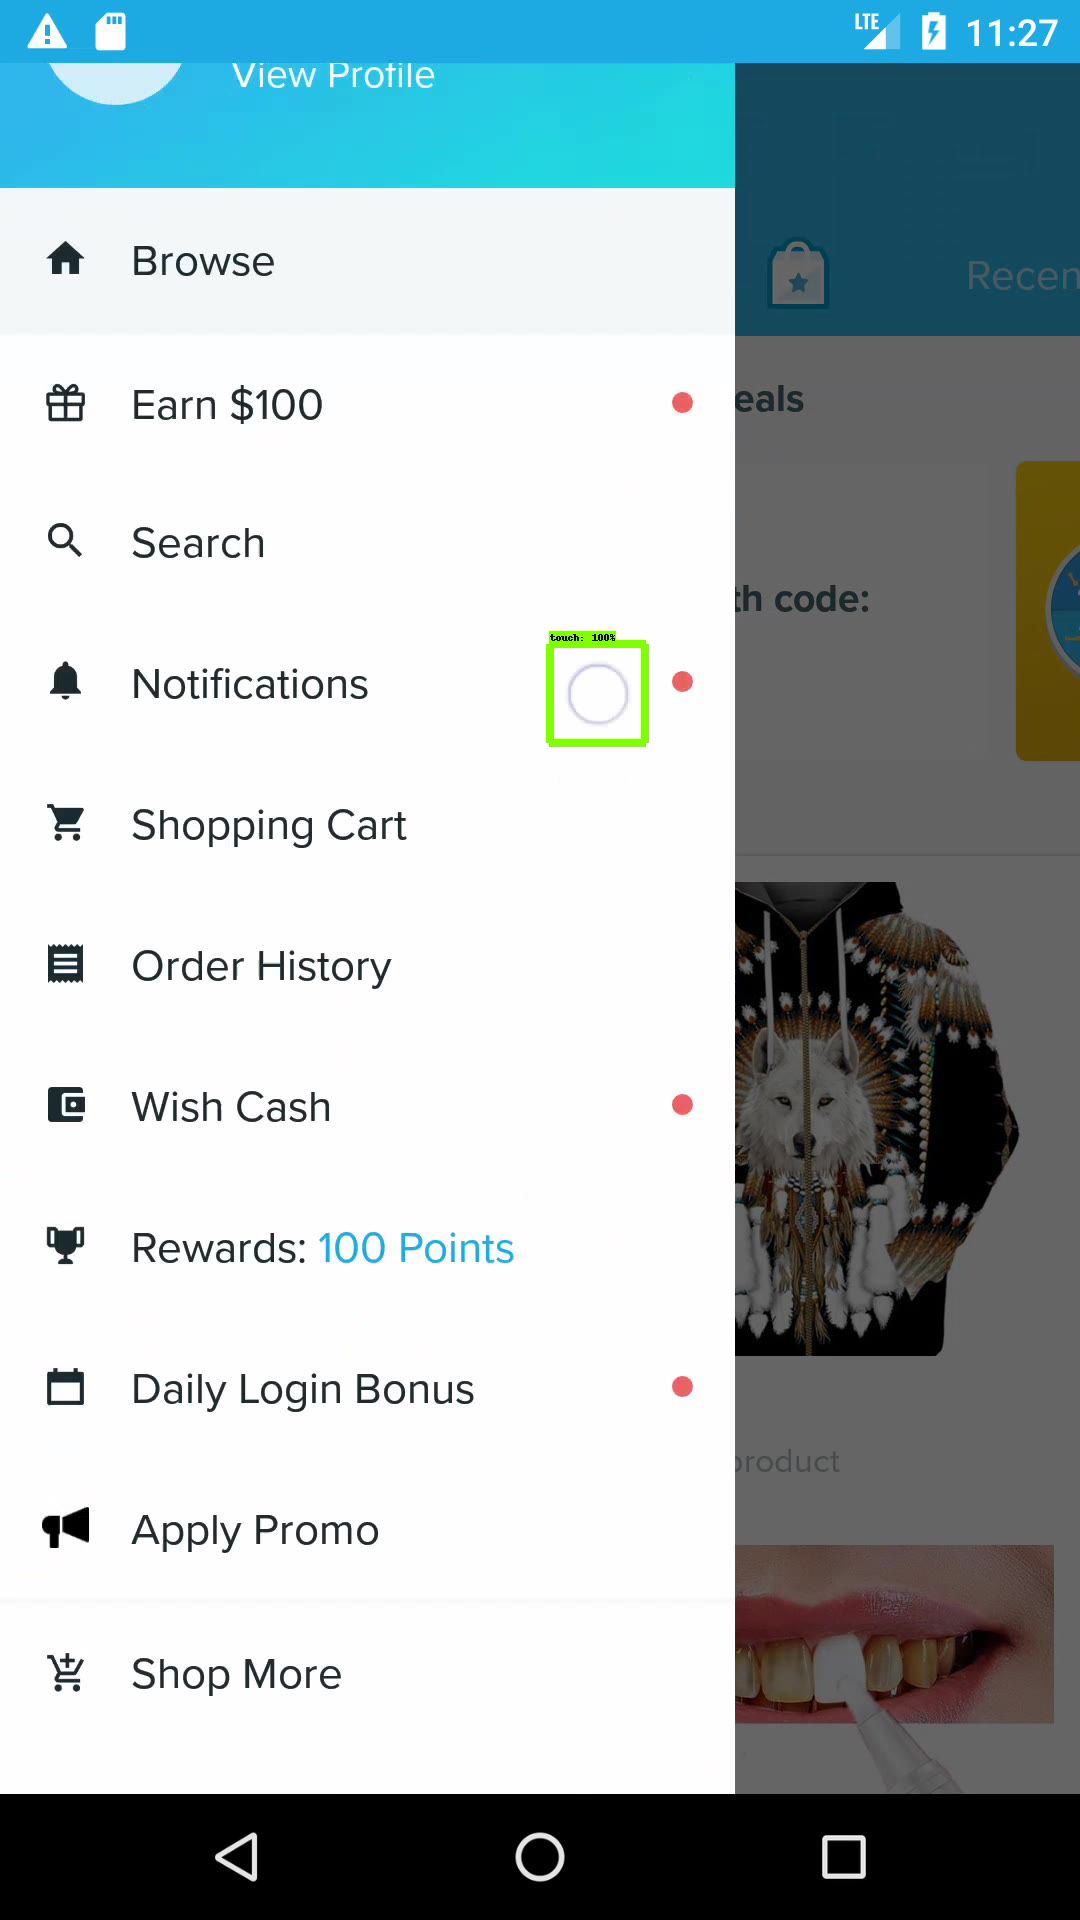 LTE 11:27
View Profile
Browse
Recen
Earn $100
eals
Search
th code:
touch: 100%
Notifications
Shopping Cart
Order History
Wish Cash
Rewards: 100 Points
Daily Login Bonus
product
Apply Promo
Shop More